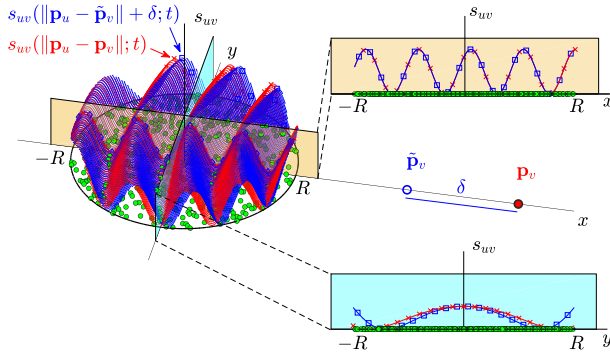 s_{uv}
s_{uv}(‖p_u − p̃_v‖ + δ; t)
s_{uv}(‖p_u − p_v‖; t)
y
−R
R
s_{uv}
−R
R
x
p̃_v
p_v
δ
x
s_{uv}
−R
R
y